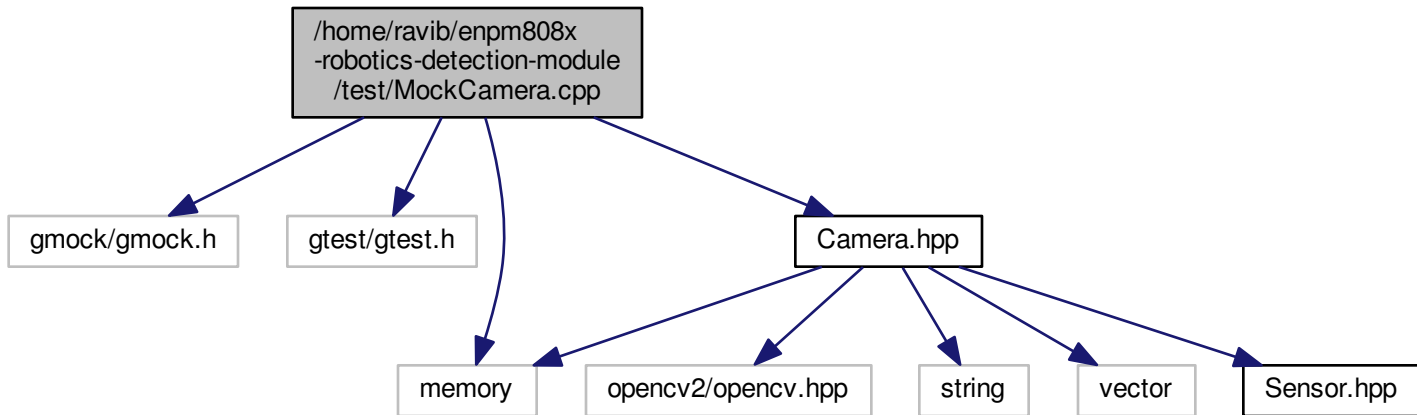 /home/ravib/enpm808x
-robotics-detection-module
/test/MockCamera.cpp
gmock/gmock.h
gtest/gtest.h
Camera.hpp
memory
opencv2/opencv.hpp
string
vector
Sensor.hpp